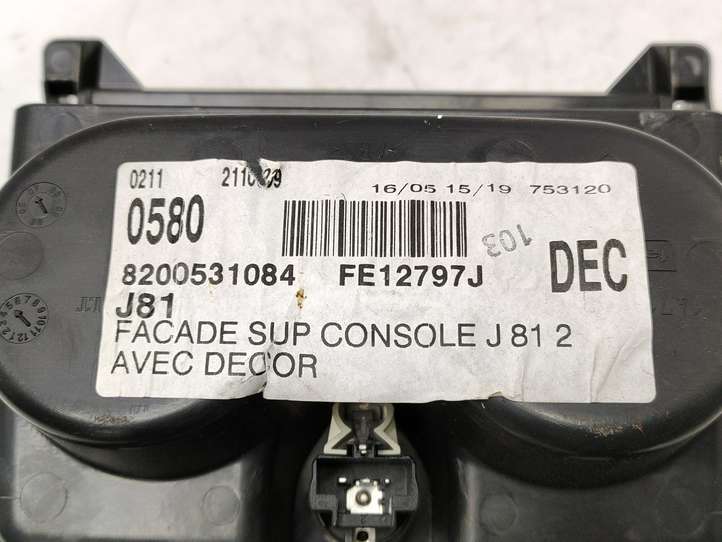 0211
16/05 15/19 753120
0580
103
DEC
8200531084 FE12797J
J81
FACADE SUP CONSOLE J 81 2
AVEC DECOR